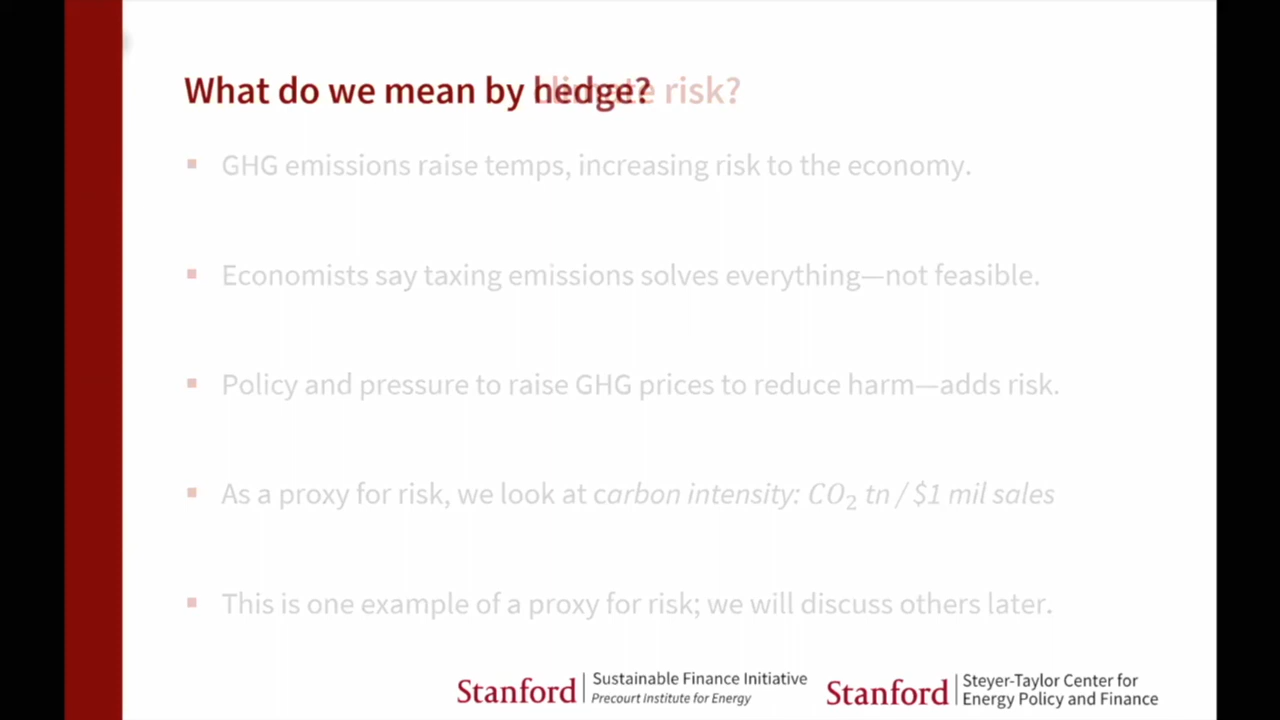 What do we mean by hedge?
climate risk?
▪ GHG emissions raise temps, increasing risk to the economy.
▪ Economists say taxing emissions solves everything—not feasible.
▪ Policy and pressure to raise GHG prices to reduce harm—adds risk.
▪ As a proxy for risk, we look at carbon intensity: CO₂ tn / $1 mil sales
▪ This is one example of a proxy for risk; we will discuss others later.
Stanford | Sustainable Finance Initiative
Precourt Institute for Energy
Stanford | Steyer-Taylor Center for
Energy Policy and Finance